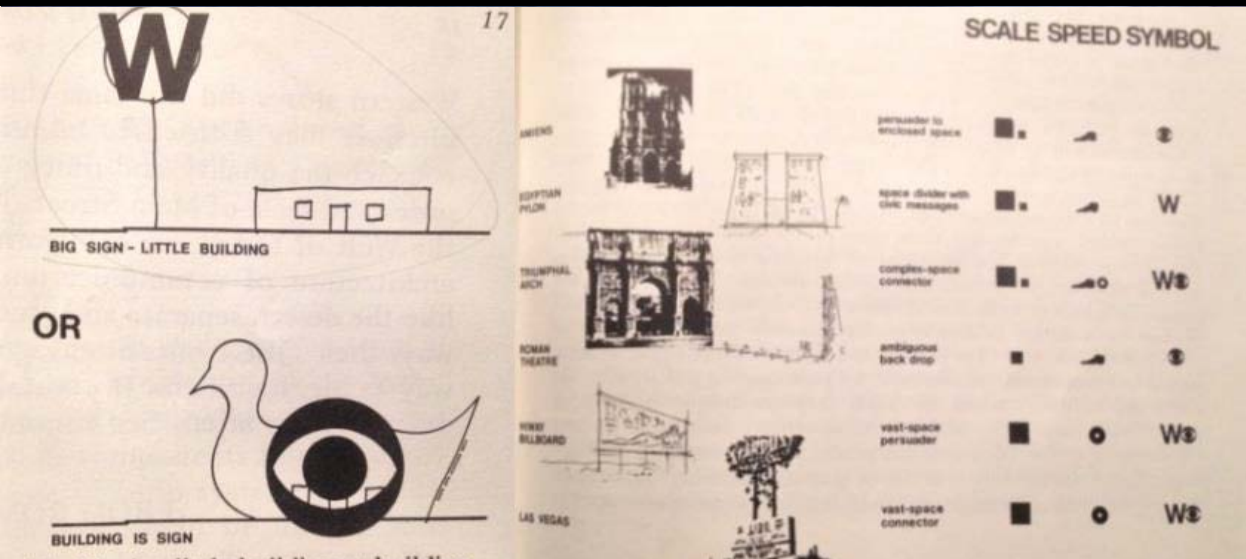 17
W
BIG SIGN - LITTLE BUILDING
OR
BUILDING IS SIGN
SCALE SPEED SYMBOL
AMIENS
persuader to
enclosed space
EGYPTIAN
PYLON
space divider with
civic messages
W
TRIUMPHAL
ARCH
complex-space
connector
W
ROMAN
THEATRE
ambiguous
back drop
HIWAY
BILLBOARD
vast-space
persuader
W
LAS VEGAS
vast-space
connector
W